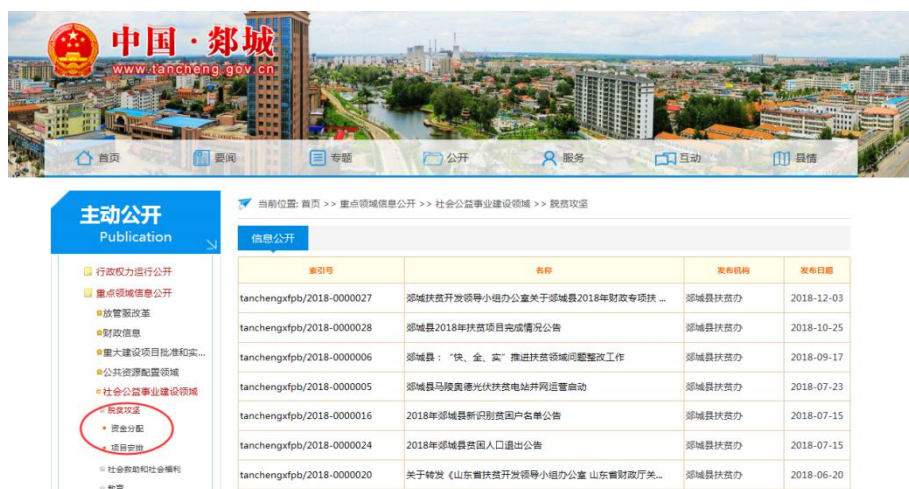 中国·郯城
www.tancheng.gov.cn
首页 要闻 专题 公开 服务 互动 县情
主动公开
Publication
行政权力运行公开
重点领域信息公开
放管服改革
财政信息
重大建设项目批准和实...
公共资源配置领域
社会公益事业建设领域
脱贫攻坚
资金分配
项目安排
社会救助和社会福利
教育
当前位置: 首页 >> 重点领域信息公开 >> 社会公益事业建设领域 >> 脱贫攻坚
信息公开
索引号 名称 发布机构 发布日期
tanchengxfpb/2018-0000027 郯城扶贫开发领导小组办公室关于郯城县2018年财政专项扶 ... 郯城县扶贫办 2018-12-03
tanchengxfpb/2018-0000028 郯城县2018年扶贫项目完成情况公告 郯城县扶贫办 2018-10-25
tanchengxfpb/2018-0000006 郯城县：“快、全、实”推进扶贫领域问题整改工作 郯城县扶贫办 2018-09-17
tanchengxfpb/2018-0000005 郯城县马陵奥德光伏扶贫电站并网运营启动 郯城县扶贫办 2018-07-23
tanchengxfpb/2018-0000016 2018年郯城县新识别贫困户名单公告 郯城县扶贫办 2018-07-15
tanchengxfpb/2018-0000024 2018年郯城县贫困人口退出公告 郯城县扶贫办 2018-07-15
tanchengxfpb/2018-0000020 关于转发《山东省扶贫开发领导小组办公室 山东省财政厅关... 郯城县扶贫办 2018-06-20